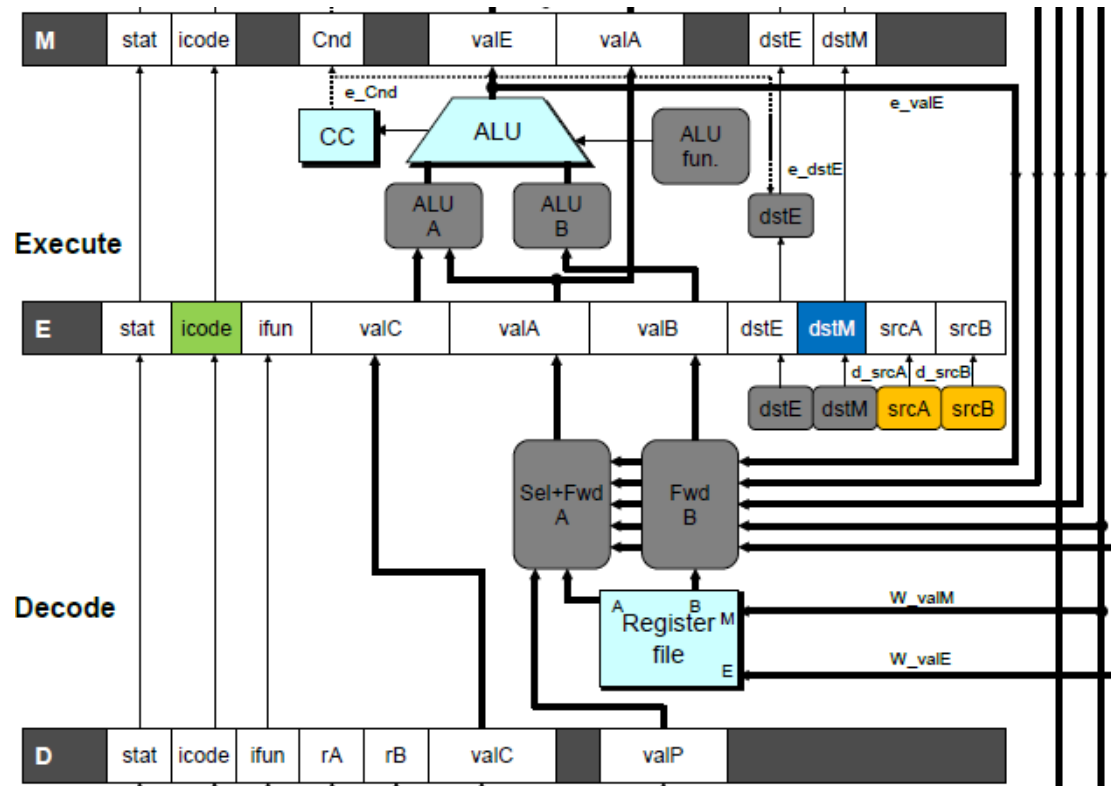 M stat icode Cnd valE valA dstE dstM
e_Cnd
e_valE
CC
ALU
ALU
fun.
e_dstE
ALU
A
ALU
B
dstE
Execute
E stat icode ifun valC valA valB dstE dstM srcA srcB
d_srcA d_srcB
dstE dstM srcA srcB
Sel+Fwd
A
Fwd
B
Decode
W_valM
A B M
Register
file
E
W_valE
D stat icode ifun rA rB valC valP